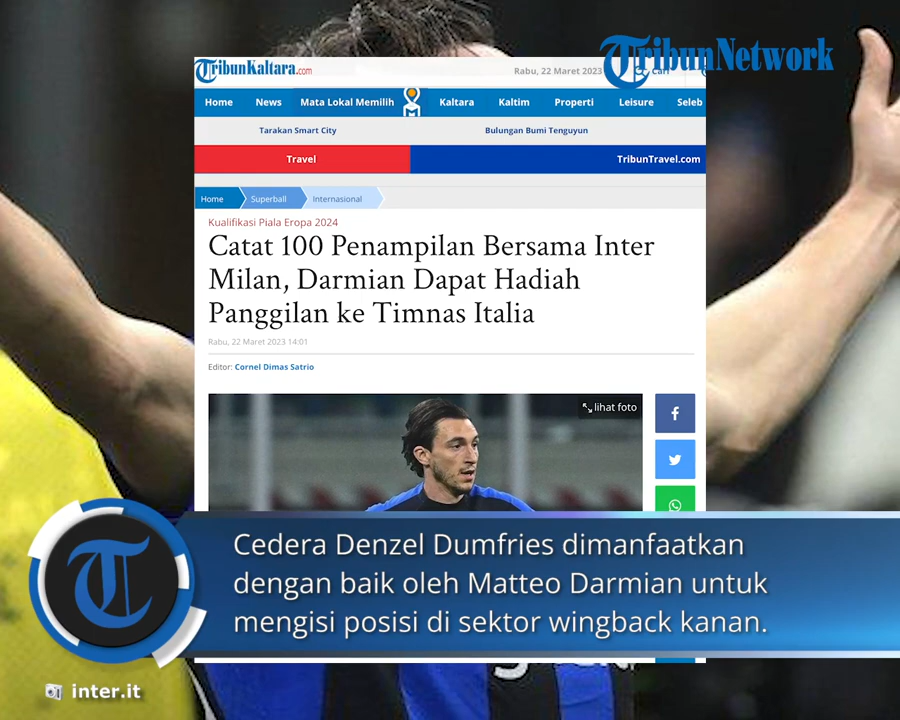 TribunNetwork
TribunKaltara.com
Rabu, 22 Maret 2023
Cari
Home News Mata Lokal Memilih Kaltara Kaltim Properti Leisure Seleb
Tarakan Smart City Bulungan Bumi Tenguyun
Travel TribunTravel.com
Home Superball Internasional
Kualifikasi Piala Eropa 2024
Catat 100 Penampilan Bersama Inter
Milan, Darmian Dapat Hadiah
Panggilan ke Timnas Italia
Rabu, 22 Maret 2023 14:01
Editor: Cornel Dimas Satrio
lihat foto
Cedera Denzel Dumfries dimanfaatkan
dengan baik oleh Matteo Darmian untuk
mengisi posisi di sektor wingback kanan.
inter.it